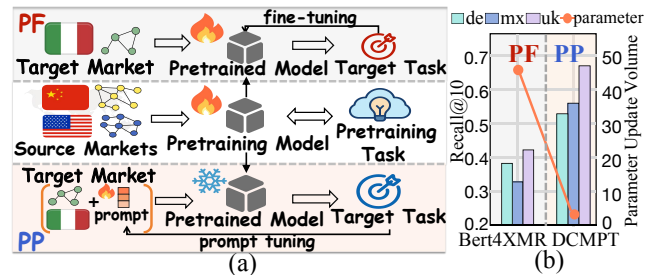 PF
fine-tuning
Target Market
Pretrained Model
Target Task
Source Markets
Pretraining Model
Pretraining Task
Target Market
+
prompt
Pretrained Model
Target Task
PP
prompt tuning
(a)
de mx uk parameter
PF PP
Recall@10
0.7
0.6
0.5
0.4
0.3
0.2
50
40
30
20
10
0
Parameter Update Volume
Bert4XMR DCMPT
(b)